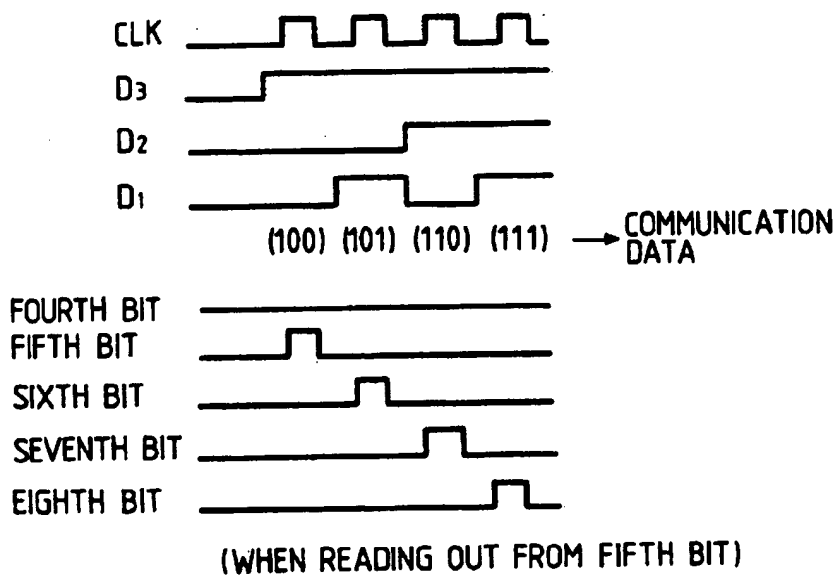 CLK
D3
D2
D1
(100) (101) (110) (111) → COMMUNICATION
DATA
FOURTH BIT
FIFTH BIT
SIXTH BIT
SEVENTH BIT
EIGHTH BIT
(WHEN READING OUT FROM FIFTH BIT)